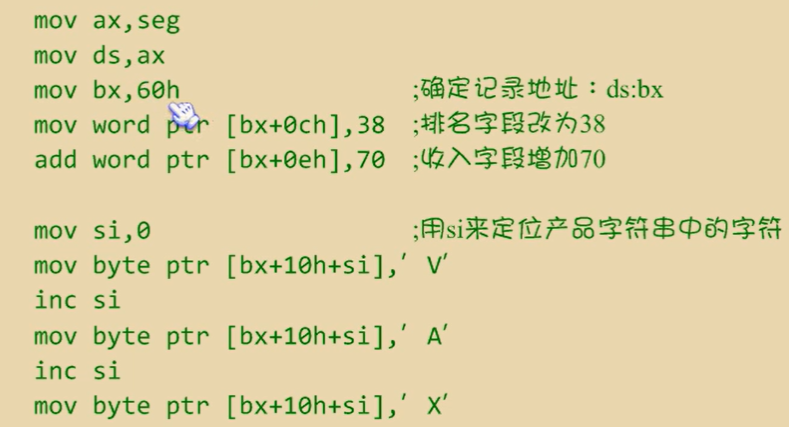 mov ax,seg
mov ds,ax
mov bx,60h ;确定记录地址：ds:bx
mov word ptr [bx+0ch],38 ;排名字段改为38
add word ptr [bx+0eh],70 ;收入字段增加70
mov si,0 ;用si来定位产品字符串中的字符
mov byte ptr [bx+10h+si],′ V′
inc si
mov byte ptr [bx+10h+si],′ A′
inc si
mov byte ptr [bx+10h+si],′ X′